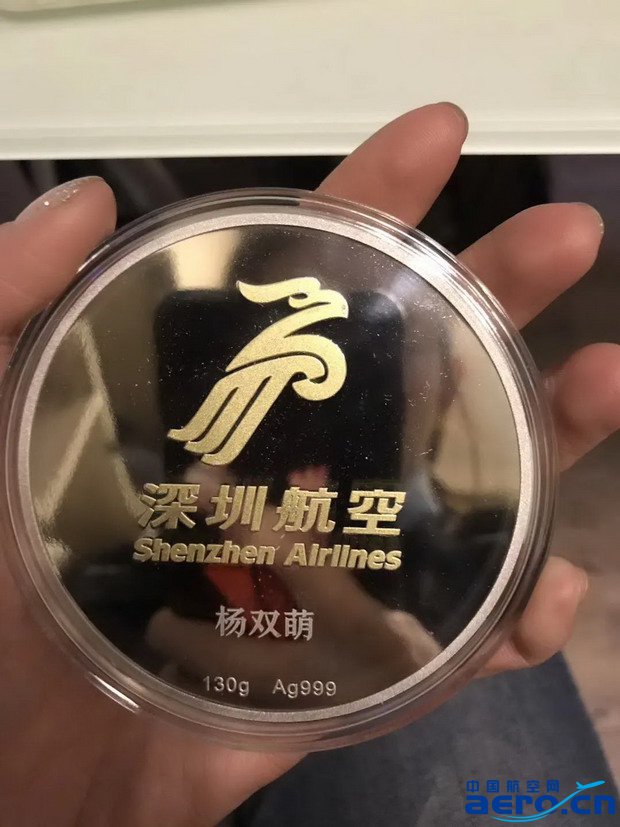 深圳航空
Shenzhen Airlines
杨双萌
130g Ag999
中国航空网
aero.cn